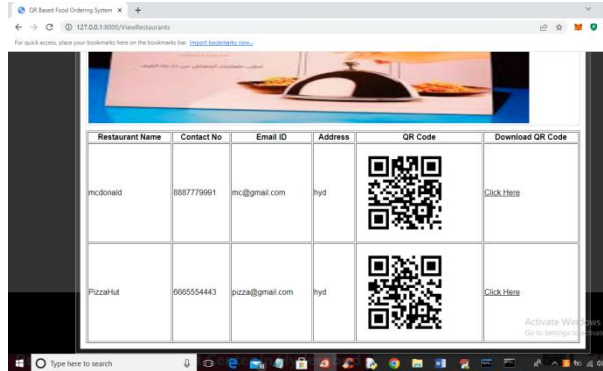 QR Based Food Ordering System
127.0.0.1:8000/ViewRestaurants
For quick access, place your bookmarks here on the bookmarks bar. Import bookmarks now...
Restaurant Name Contact No Email ID Address QR Code Download QR Code
mcdonald 8887779991 mc@gmail.com hyd Click Here
PizzaHut 6665554443 pizza@gmail.com hyd Click Here
Activate Windows
Go to Settings to activate
Type here to search